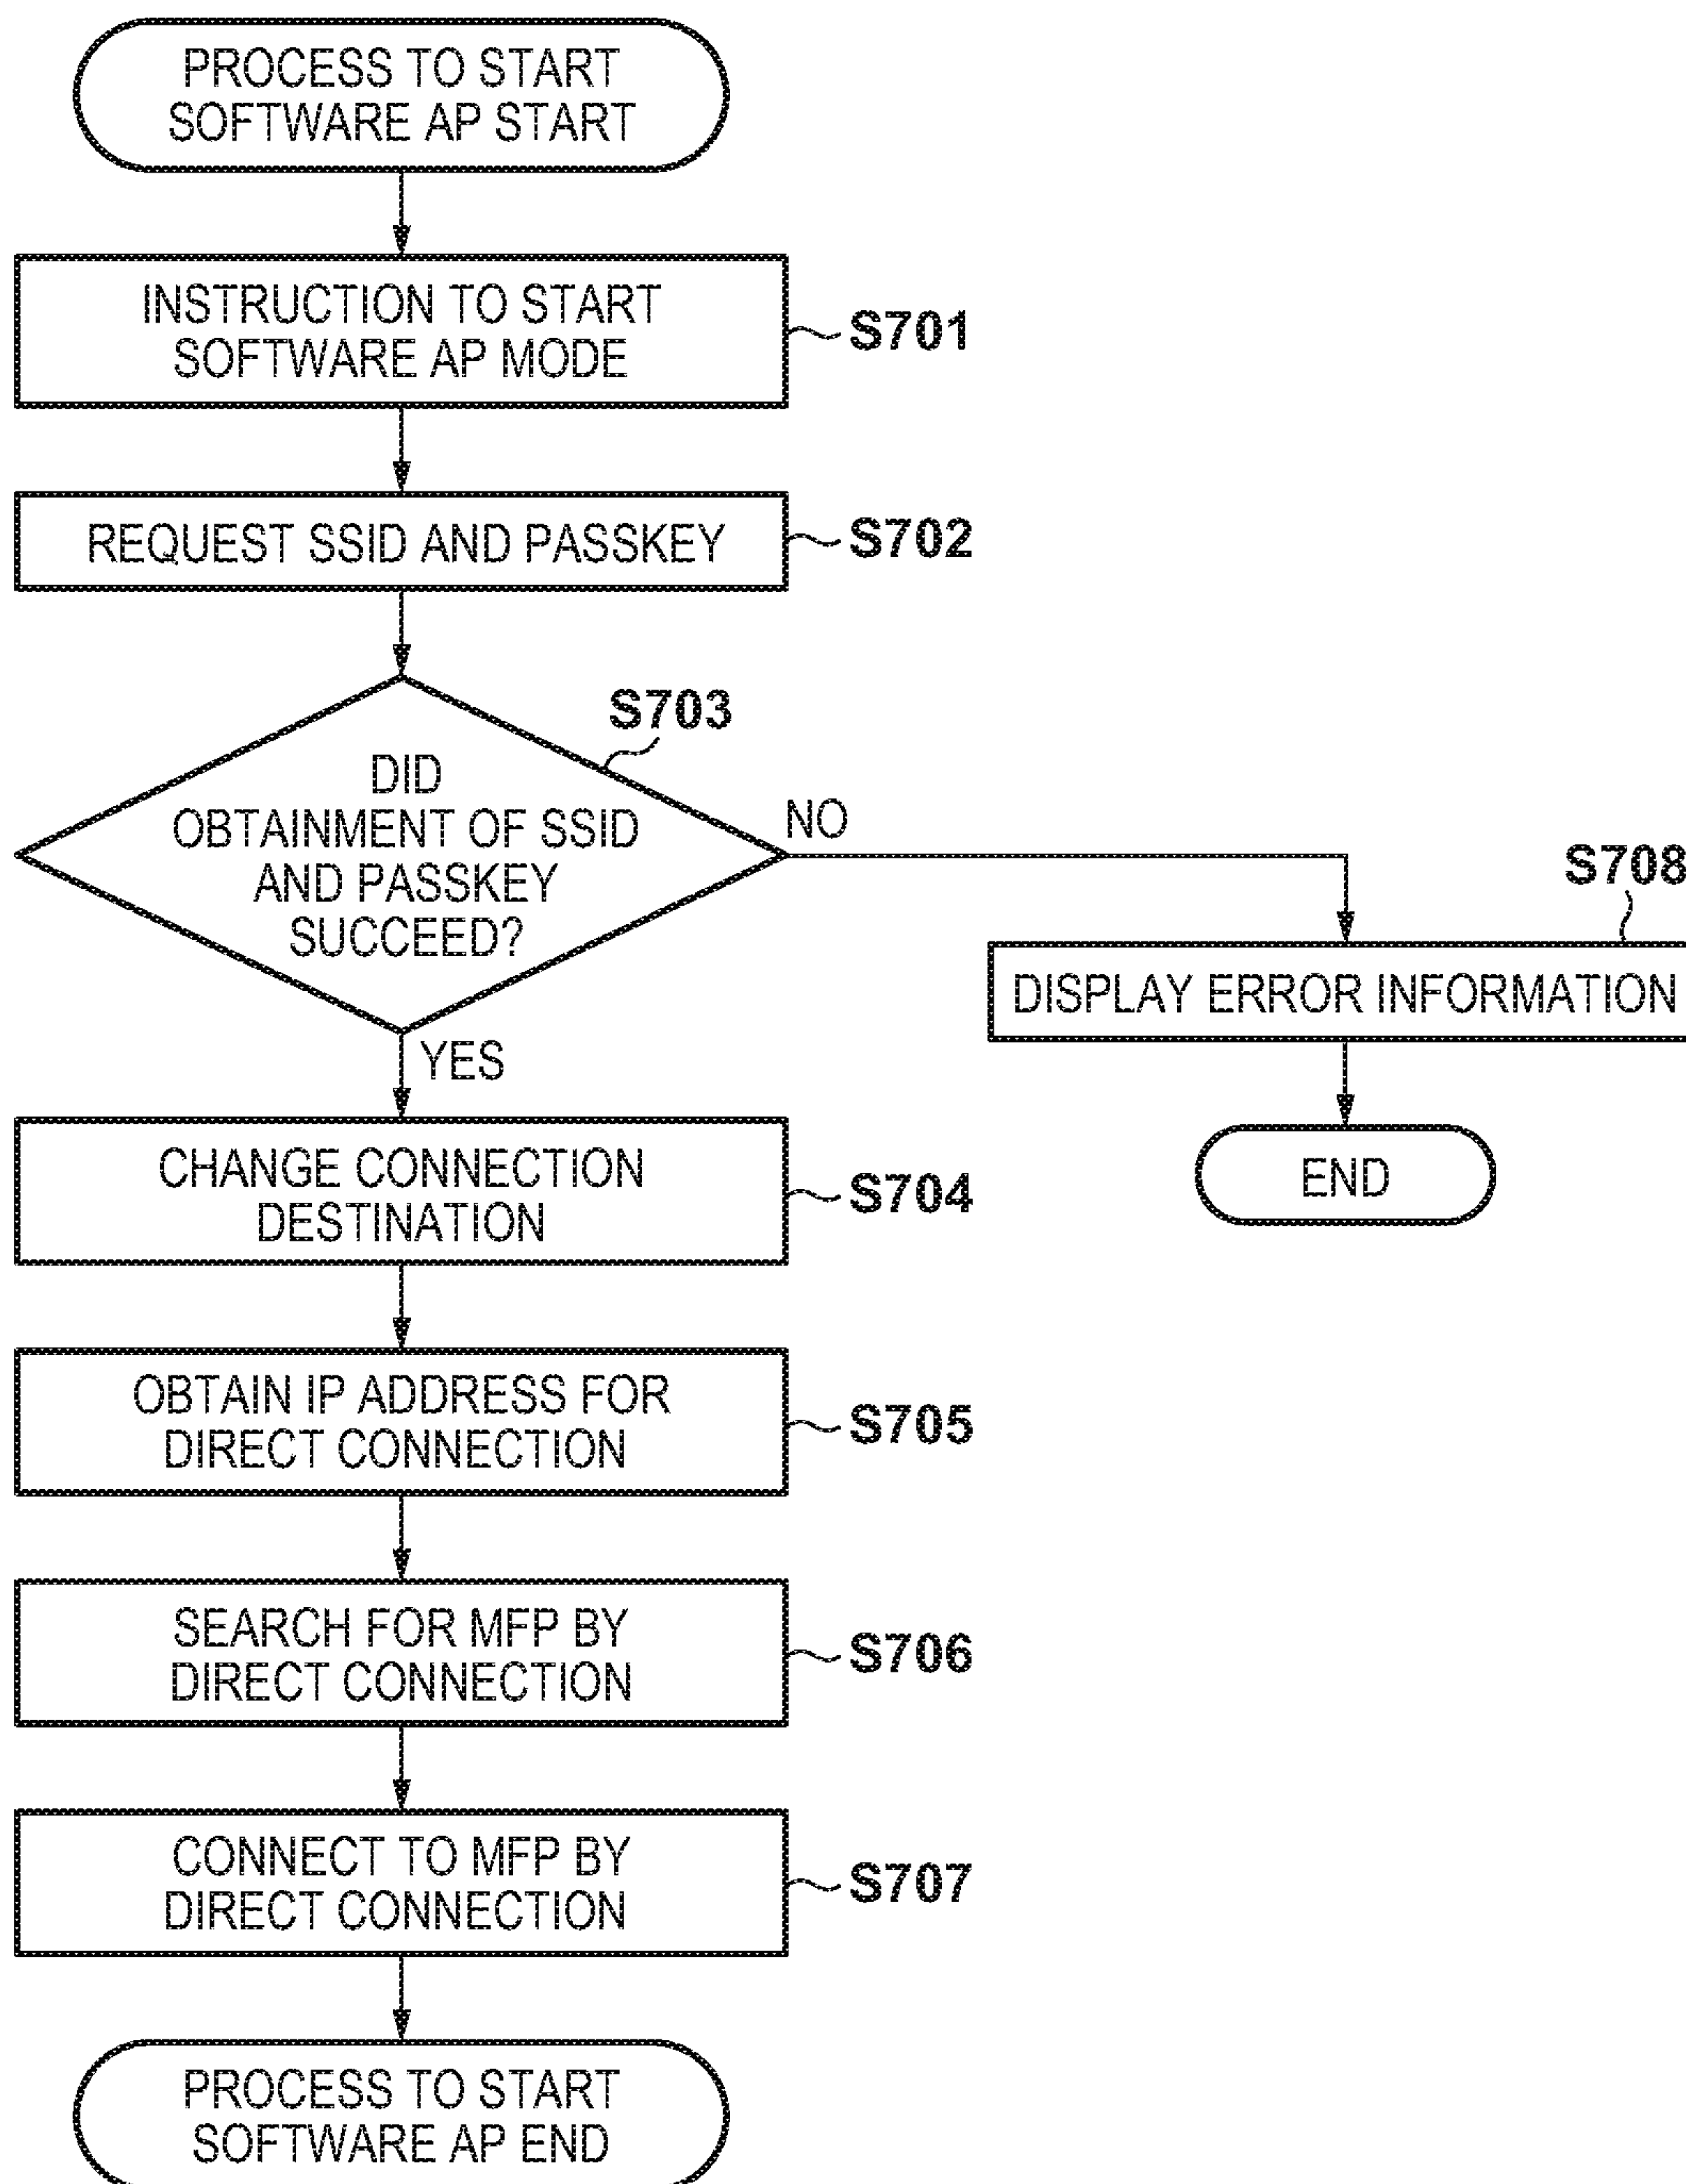 PROCESS TO START
SOFTWARE AP START
INSTRUCTION TO START
SOFTWARE AP MODE
S701
REQUEST SSID AND PASSKEY
S702
S703
DID
OBTAINMENT OF SSID
AND PASSKEY
SUCCEED?
NO
YES
S708
DISPLAY ERROR INFORMATION
END
CHANGE CONNECTION
DESTINATION
S704
OBTAIN IP ADDRESS FOR
DIRECT CONNECTION
S705
SEARCH FOR MFP BY
DIRECT CONNECTION
S706
CONNECT TO MFP BY
DIRECT CONNECTION
S707
PROCESS TO START
SOFTWARE AP END